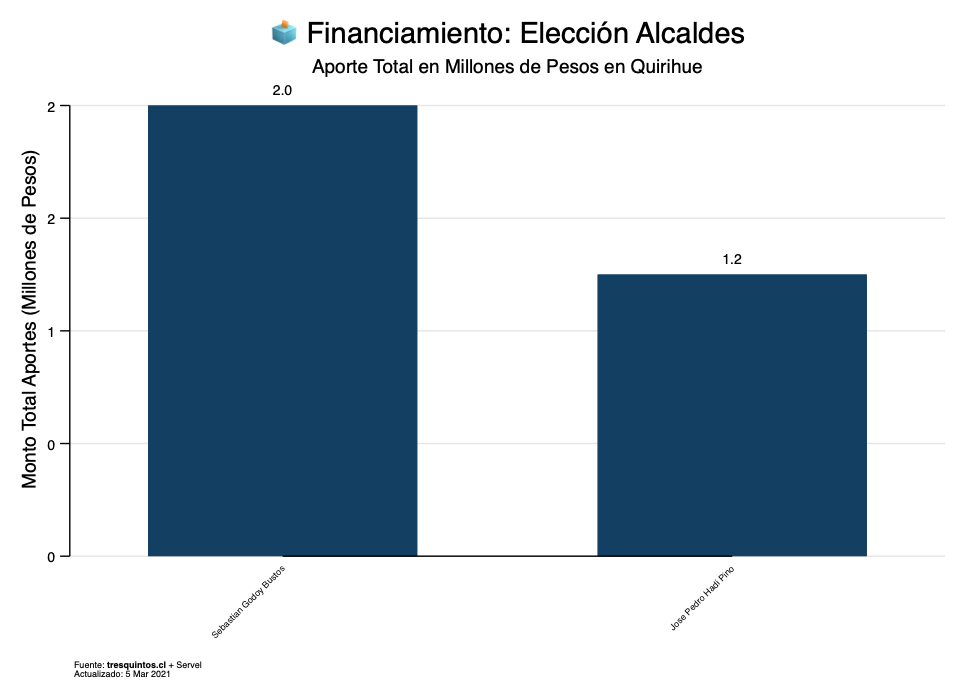 Financiamiento: Elección Alcaldes
Aporte Total en Millones de Pesos en Quirihue
Monto Total Aportes (Millones de Pesos)
2
2
1
0
0
2.0
1.2
Sebastian Godoy Bustos
Jose Pedro Hadi Pino
Fuente: tresquintos.cl + Servel
Actualizado: 5 Mar 2021